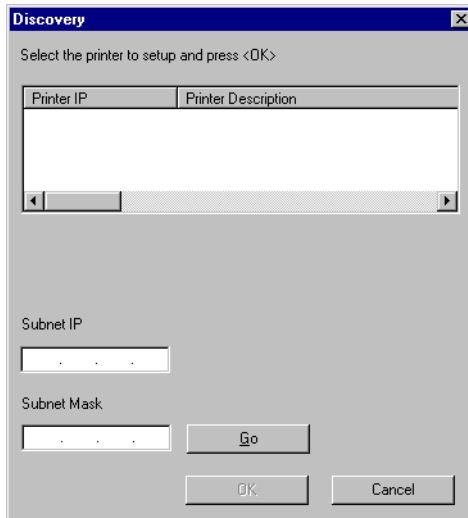 Discovery
Select the printer to setup and press <OK>
Printer IP Printer Description
Subnet IP
. . .
Subnet Mask
. . .
Go
OK Cancel